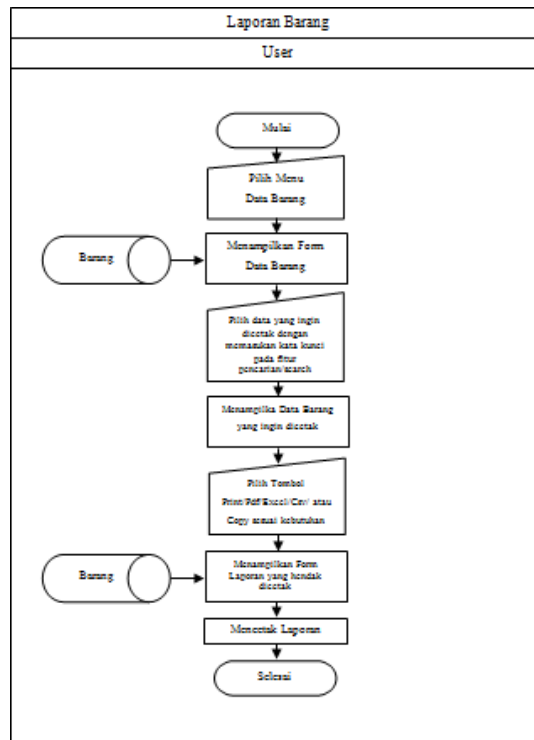 Laporan Barang
User
Mulai
Pilih Menu
Data Barang
Barang
Menampilkan Form
Data Barang
Pilih data yang ingin
dicetak dengan
memasukan kata kunci
pada fitur
pencarian/search
Menampilka Data Barang
yang ingin dicetak
Pilih Tombol
Print/Pdf/Excel/Csv/ atau
Copy sesuai kebutuhan
Barang
Menampilkan Form
Laporan yang hendak
dicetak
Mencetak Laporan
Selesai